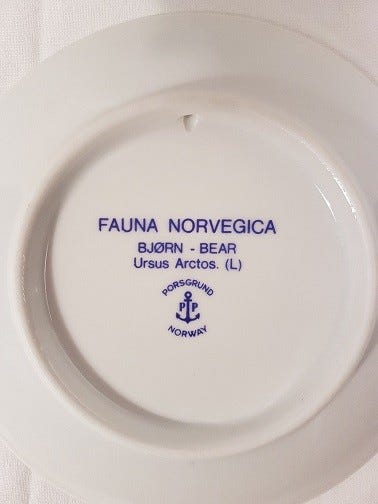 FAUNA NORVEGICA
BJØRN - BEAR
Ursus Arctos. (L)
PORSGRUND
P P
NORWAY